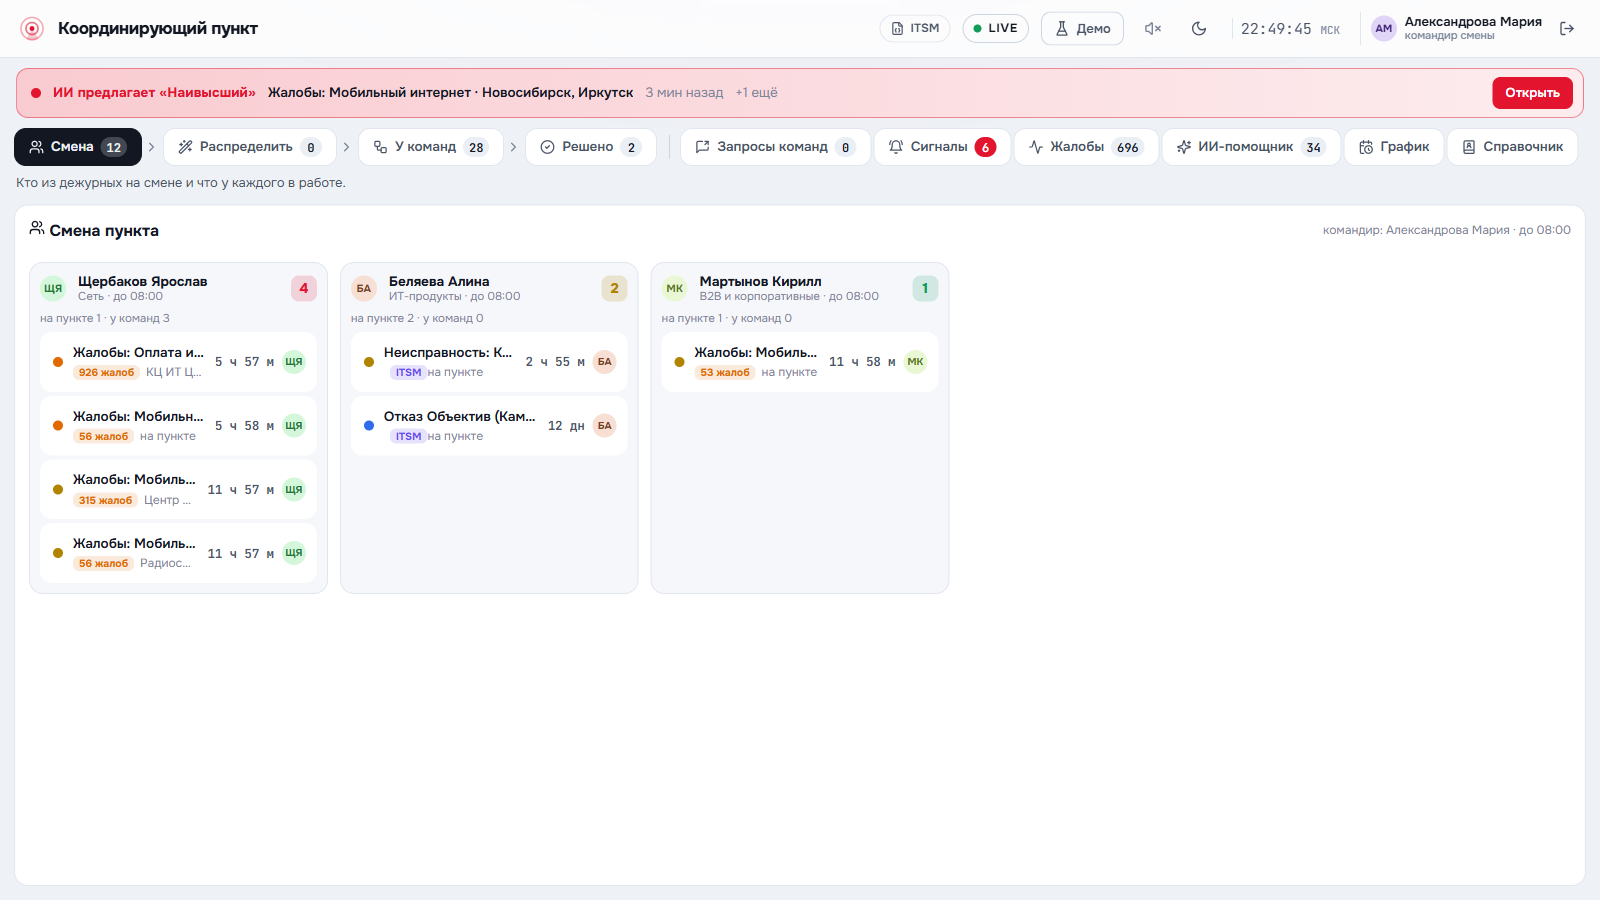 Координирующий пункт
ITSM
LIVE
Демо
22:49:45 МСК
АМ
Александрова Мария
командир смены
ИИ предлагает «Наивысший» Жалобы: Мобильный интернет · Новосибирск, Иркутск 3 мин назад +1 ещё
Открыть
Смена 12
Распределить 0
У команд 28
Решено 2
Запросы команд 0
Сигналы 6
Жалобы 696
ИИ-помощник 34
График
Справочник
Кто из дежурных на смене и что у каждого в работе.
Смена пункта
командир: Александрова Мария · до 08:00
ЩЯ
Щербаков Ярослав
Сеть · до 08:00
4
на пункте 1 · у команд 3
Жалобы: Оплата и…
926 жалоб КЦ ИТ Ц…
5 ч 57 м
ЩЯ
Жалобы: Мобильн…
56 жалоб на пункте
5 ч 58 м
ЩЯ
Жалобы: Мобиль…
315 жалоб Центр …
11 ч 57 м
ЩЯ
Жалобы: Мобиль…
56 жалоб Радиос…
11 ч 57 м
ЩЯ
БА
Беляева Алина
ИТ-продукты · до 08:00
2
на пункте 2 · у команд 0
Неисправность: К…
ITSM на пункте
2 ч 55 м
БА
Отказ Объектив (Кам…
ITSM на пункте
12 дн
БА
МК
Мартынов Кирилл
B2B и корпоративные · до 08:00
1
на пункте 1 · у команд 0
Жалобы: Мобиль…
53 жалоб на пункте
11 ч 58 м
МК